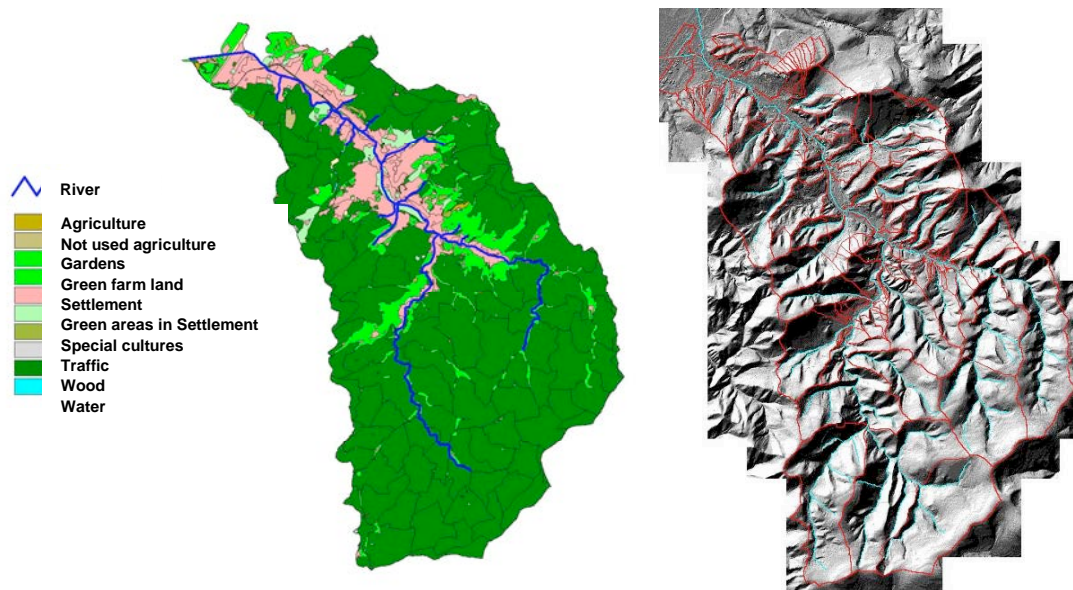 River
Agriculture
Not used agriculture
Gardens
Green farm land
Settlement
Green areas in Settlement
Special cultures
Traffic
Wood
Water